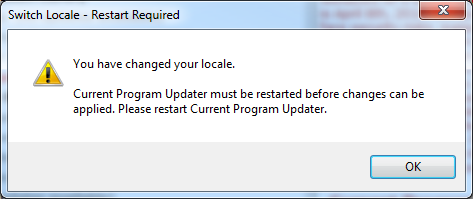 Switch Locale - Restart Required
You have changed your locale.
Current Program Updater must be restarted before changes can be
applied. Please restart Current Program Updater.
OK